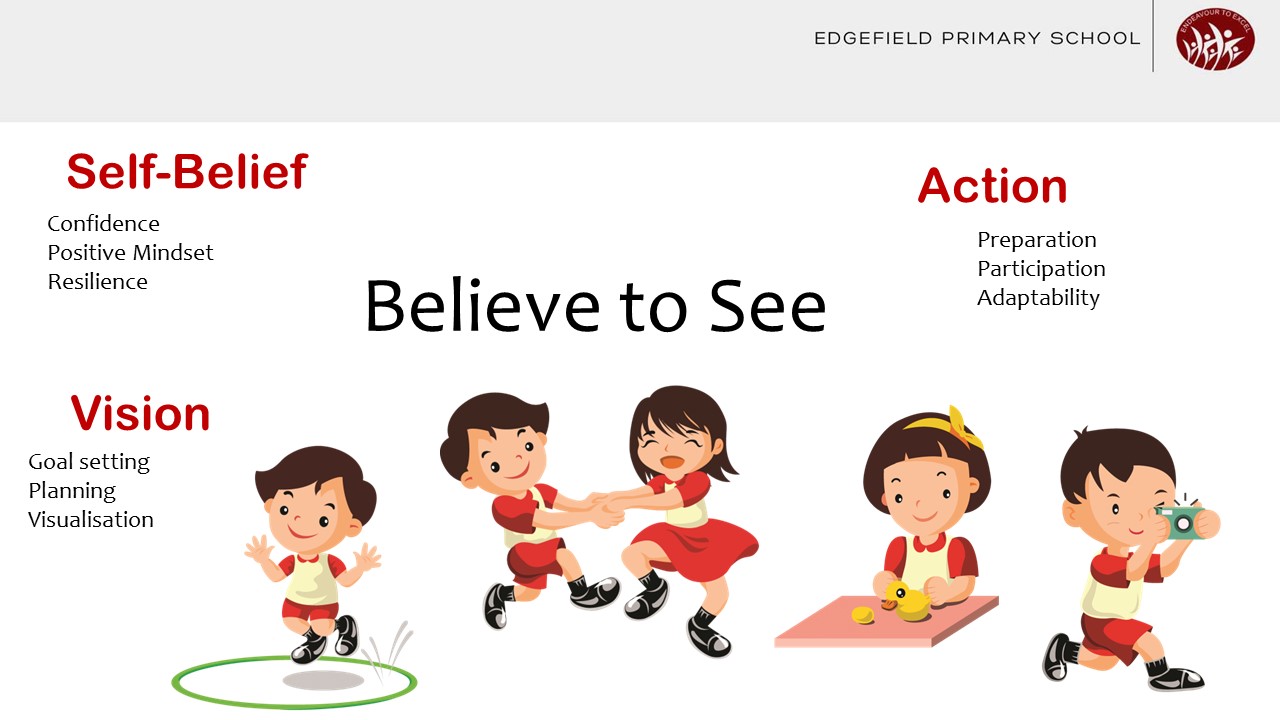 EDGEFIELD PRIMARY SCHOOL
ENDEAVOUR TO EXCEL
Self-Belief
Confidence
Positive Mindset
Resilience
Action
Preparation
Participation
Adaptability
Believe to See
Vision
Goal setting
Planning
Visualisation